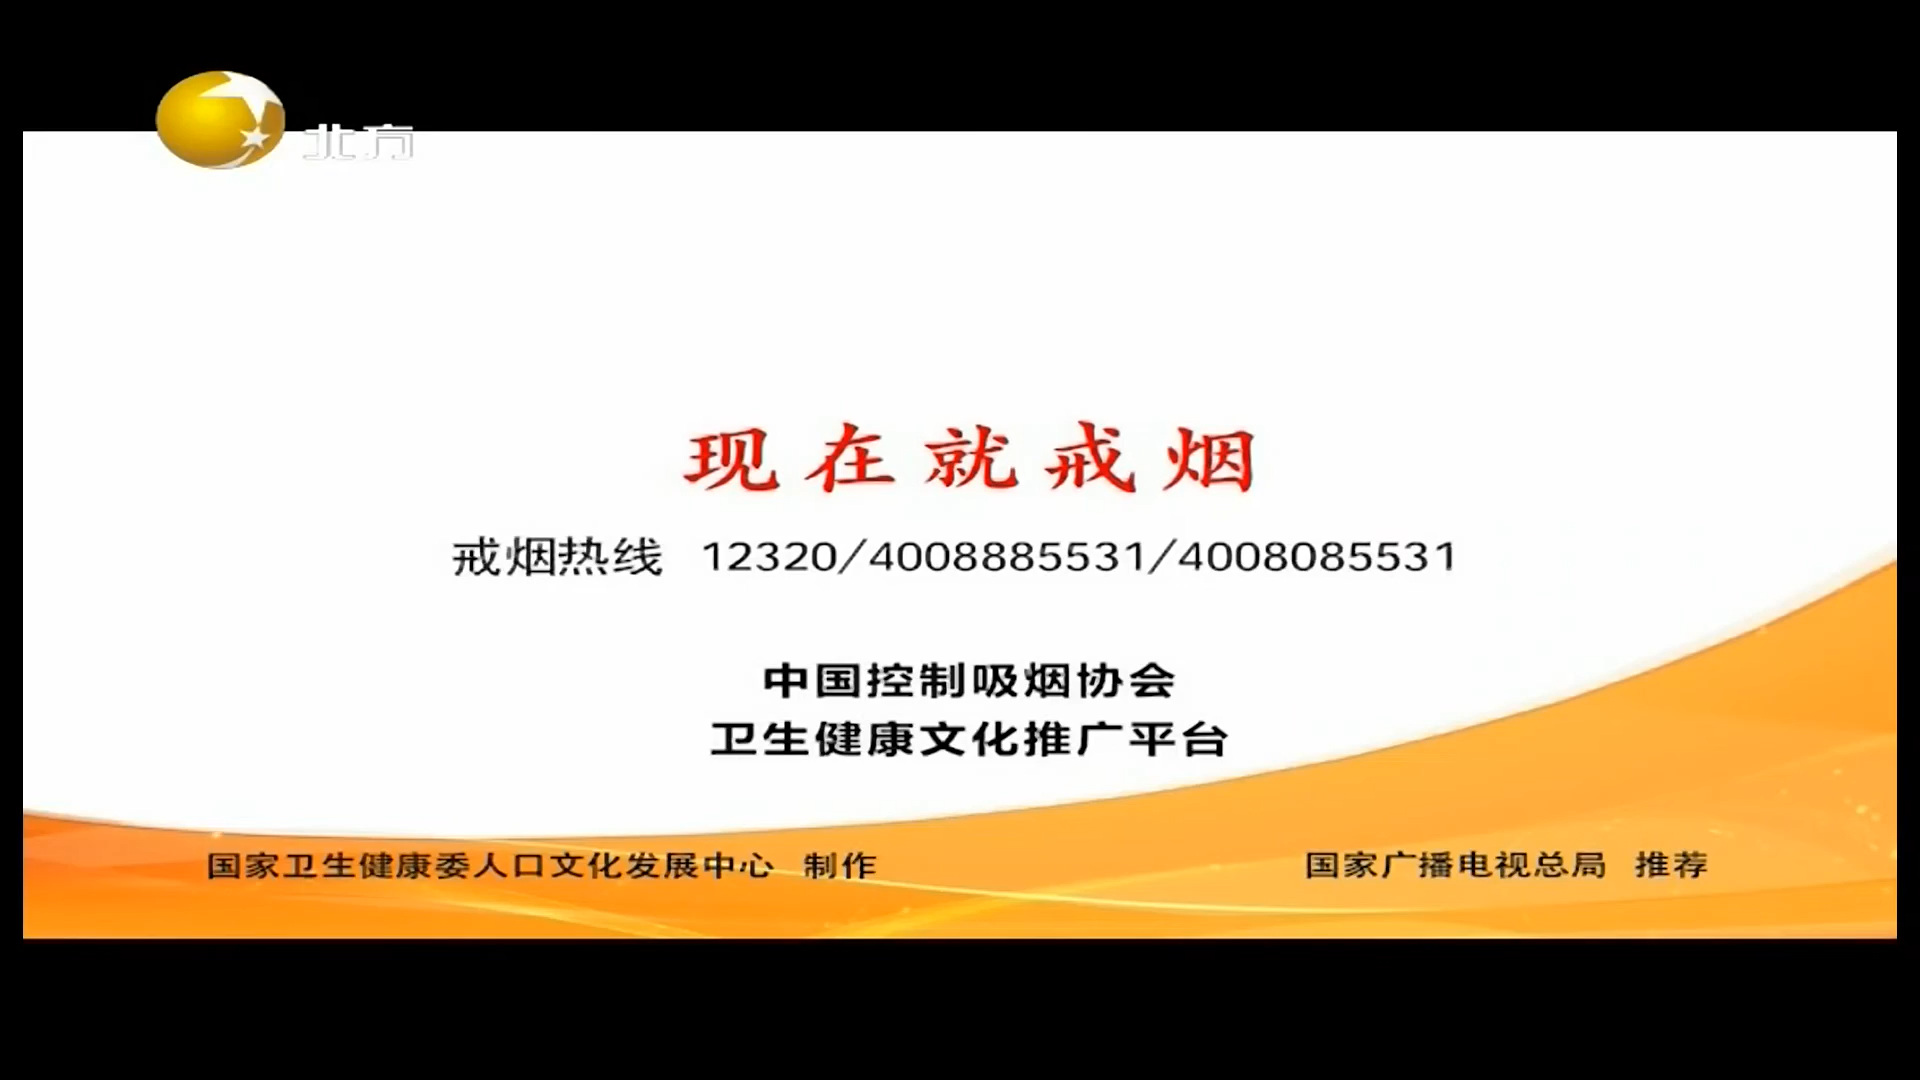 北方
现在就戒烟
戒烟热线 12320/4008885531/4008085531
中国控制吸烟协会
卫生健康文化推广平台
国家卫生健康委人口文化发展中心 制作
国家广播电视总局 推荐